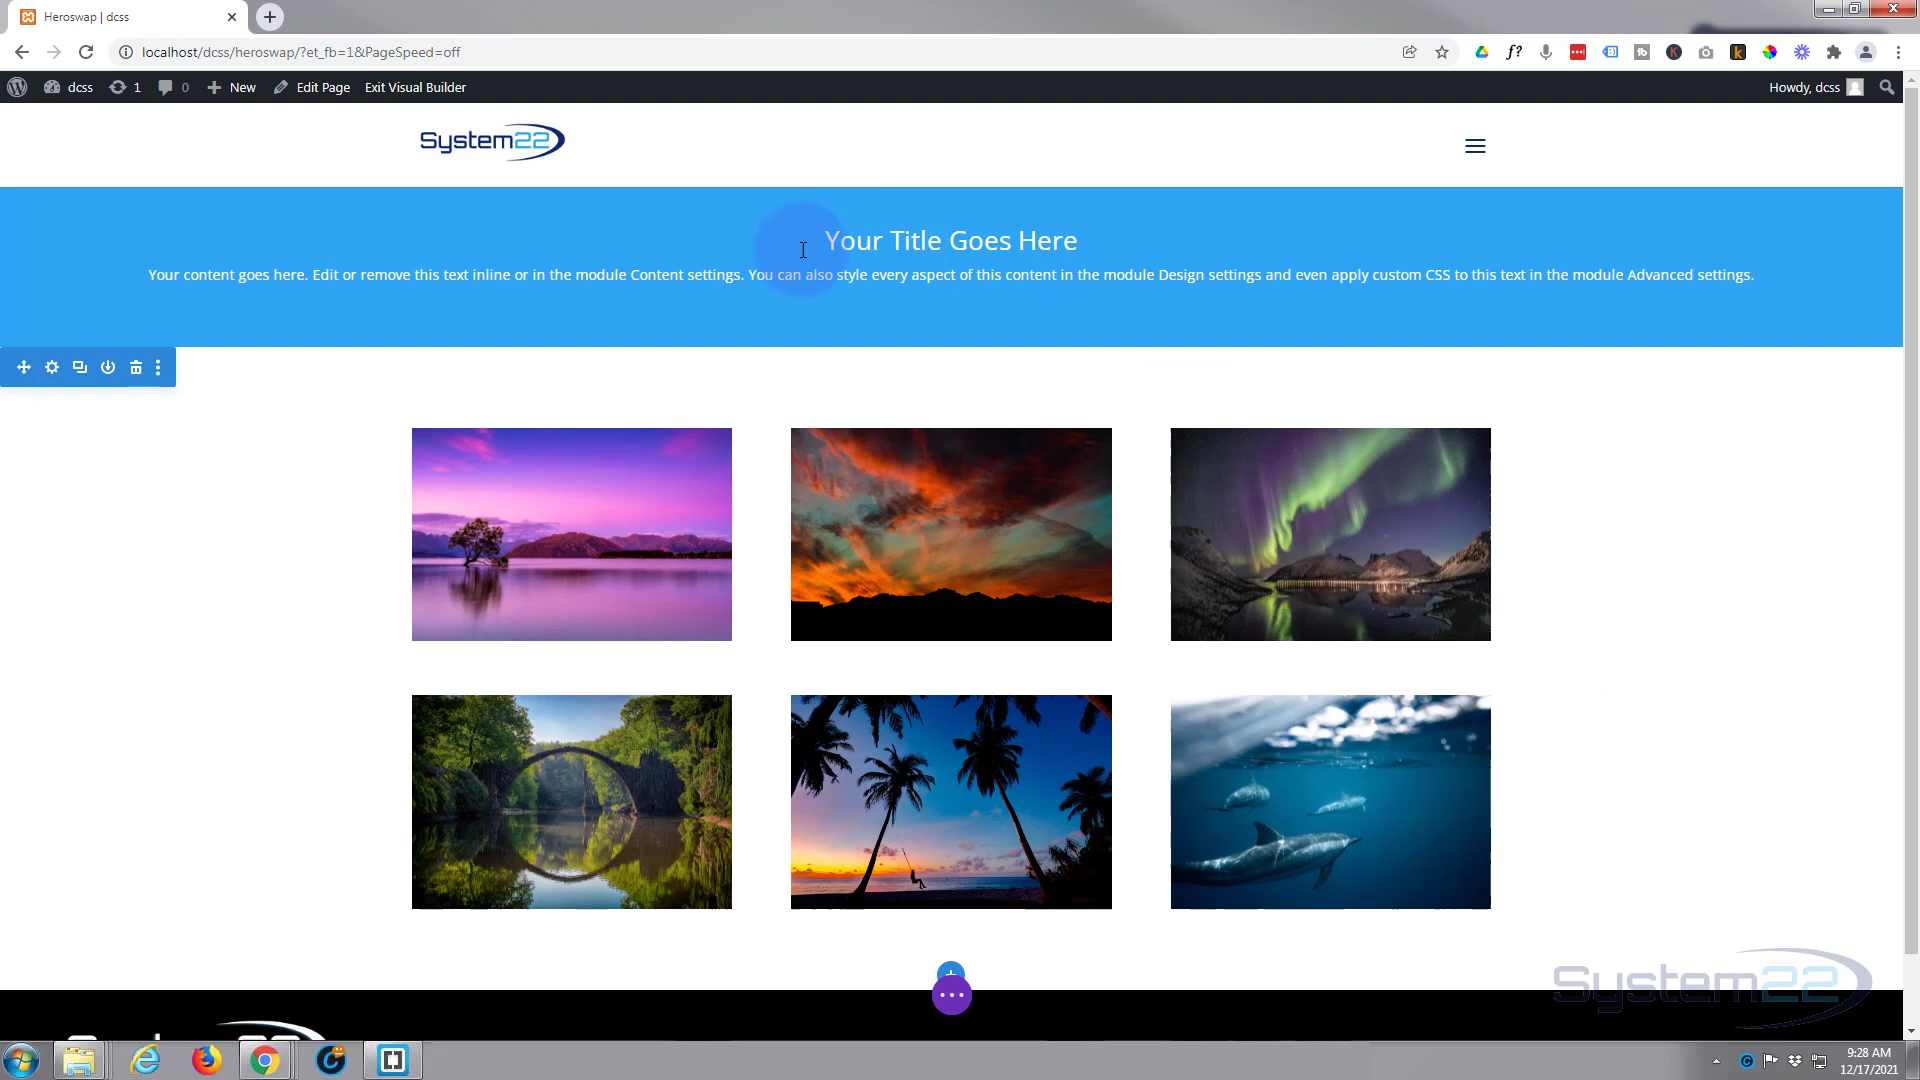 Heroswap | dcss
localhost/dcss/heroswap/?et_fb=1&PageSpeed=off
dcss 1 0 New Edit Page Exit Visual Builder Howdy, dcss
System22
Your Title Goes Here
Your content goes here. Edit or remove this text inline or in the module Content settings. You can also style every aspect of this content in the module Design settings and even apply custom CSS to this text in the module Advanced settings.
System22
9:28 AM
12/17/2021